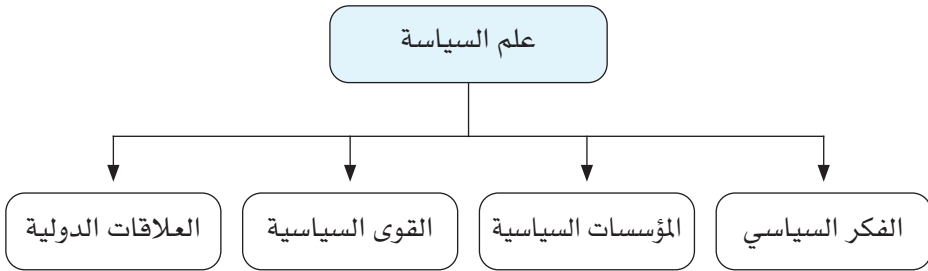 علم السياسة
الفكر السياسي
المؤسسات السياسية
القوى السياسية
العلاقات الدولية